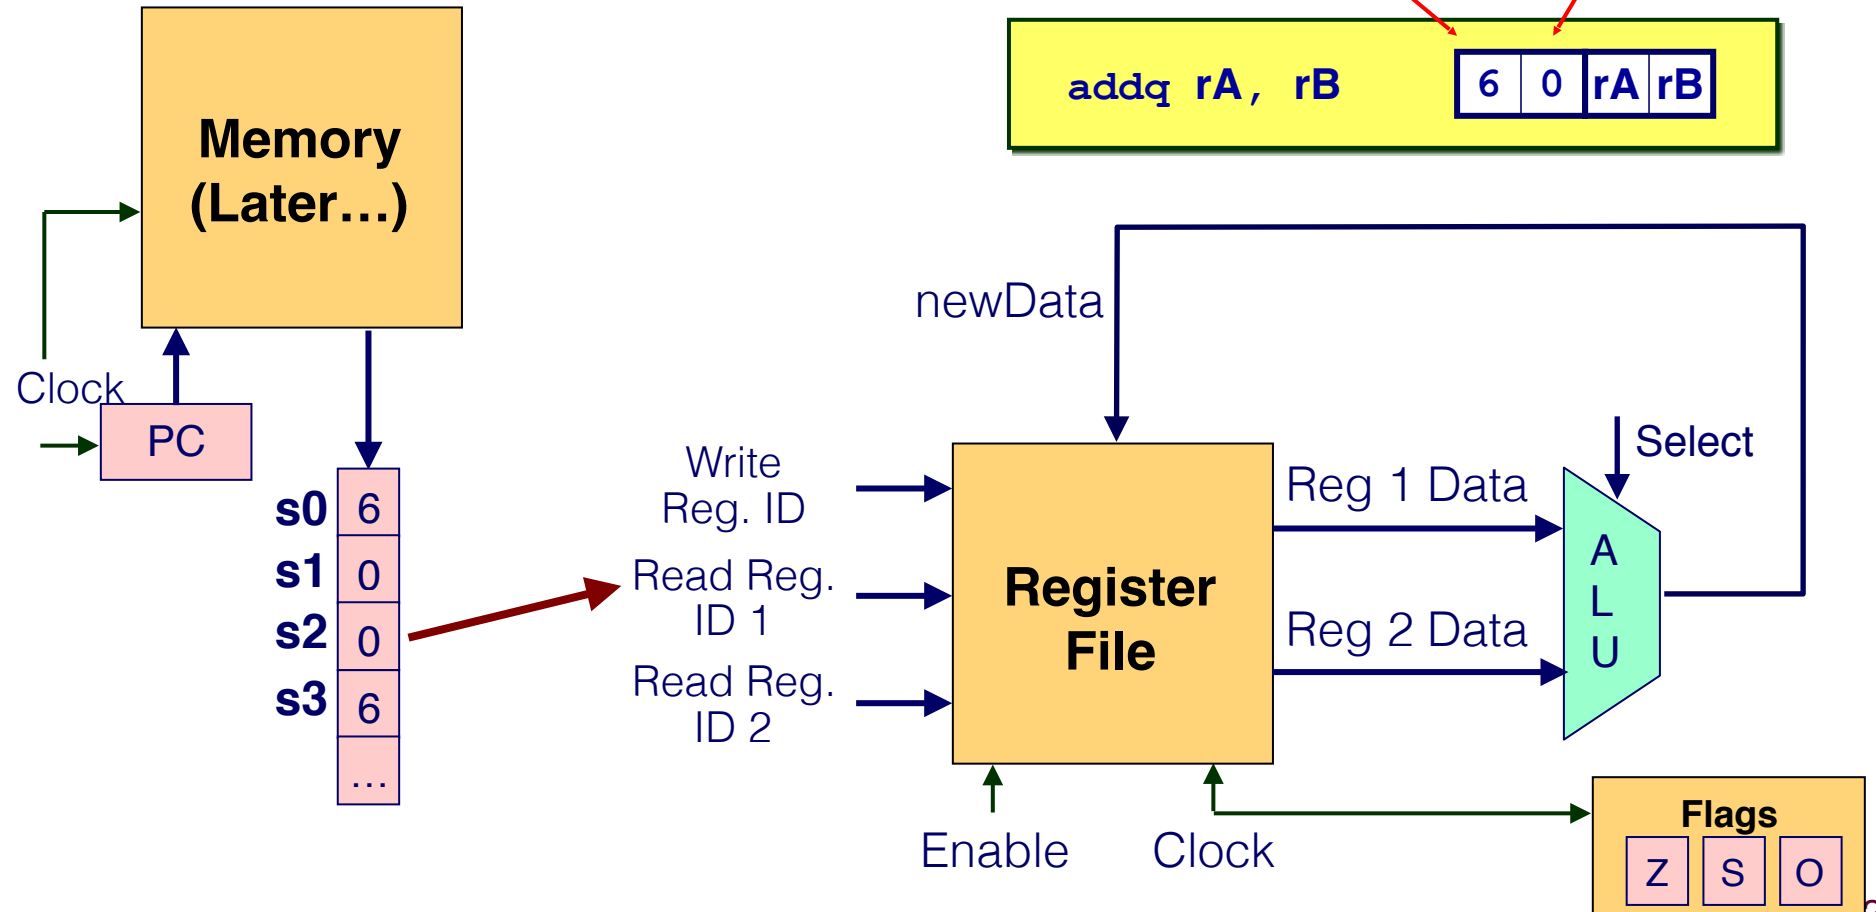 addq rA, rB
6 0 rA rB
Memory
(Later…)
Clock
PC
s0 6
s1 0
s2 0
s3 6
...
newData
Write
Reg. ID
Read Reg.
ID 1
Read Reg.
ID 2
Register
File
Reg 1 Data
Reg 2 Data
Select
A
L
U
Enable
Clock
Flags
Z S O